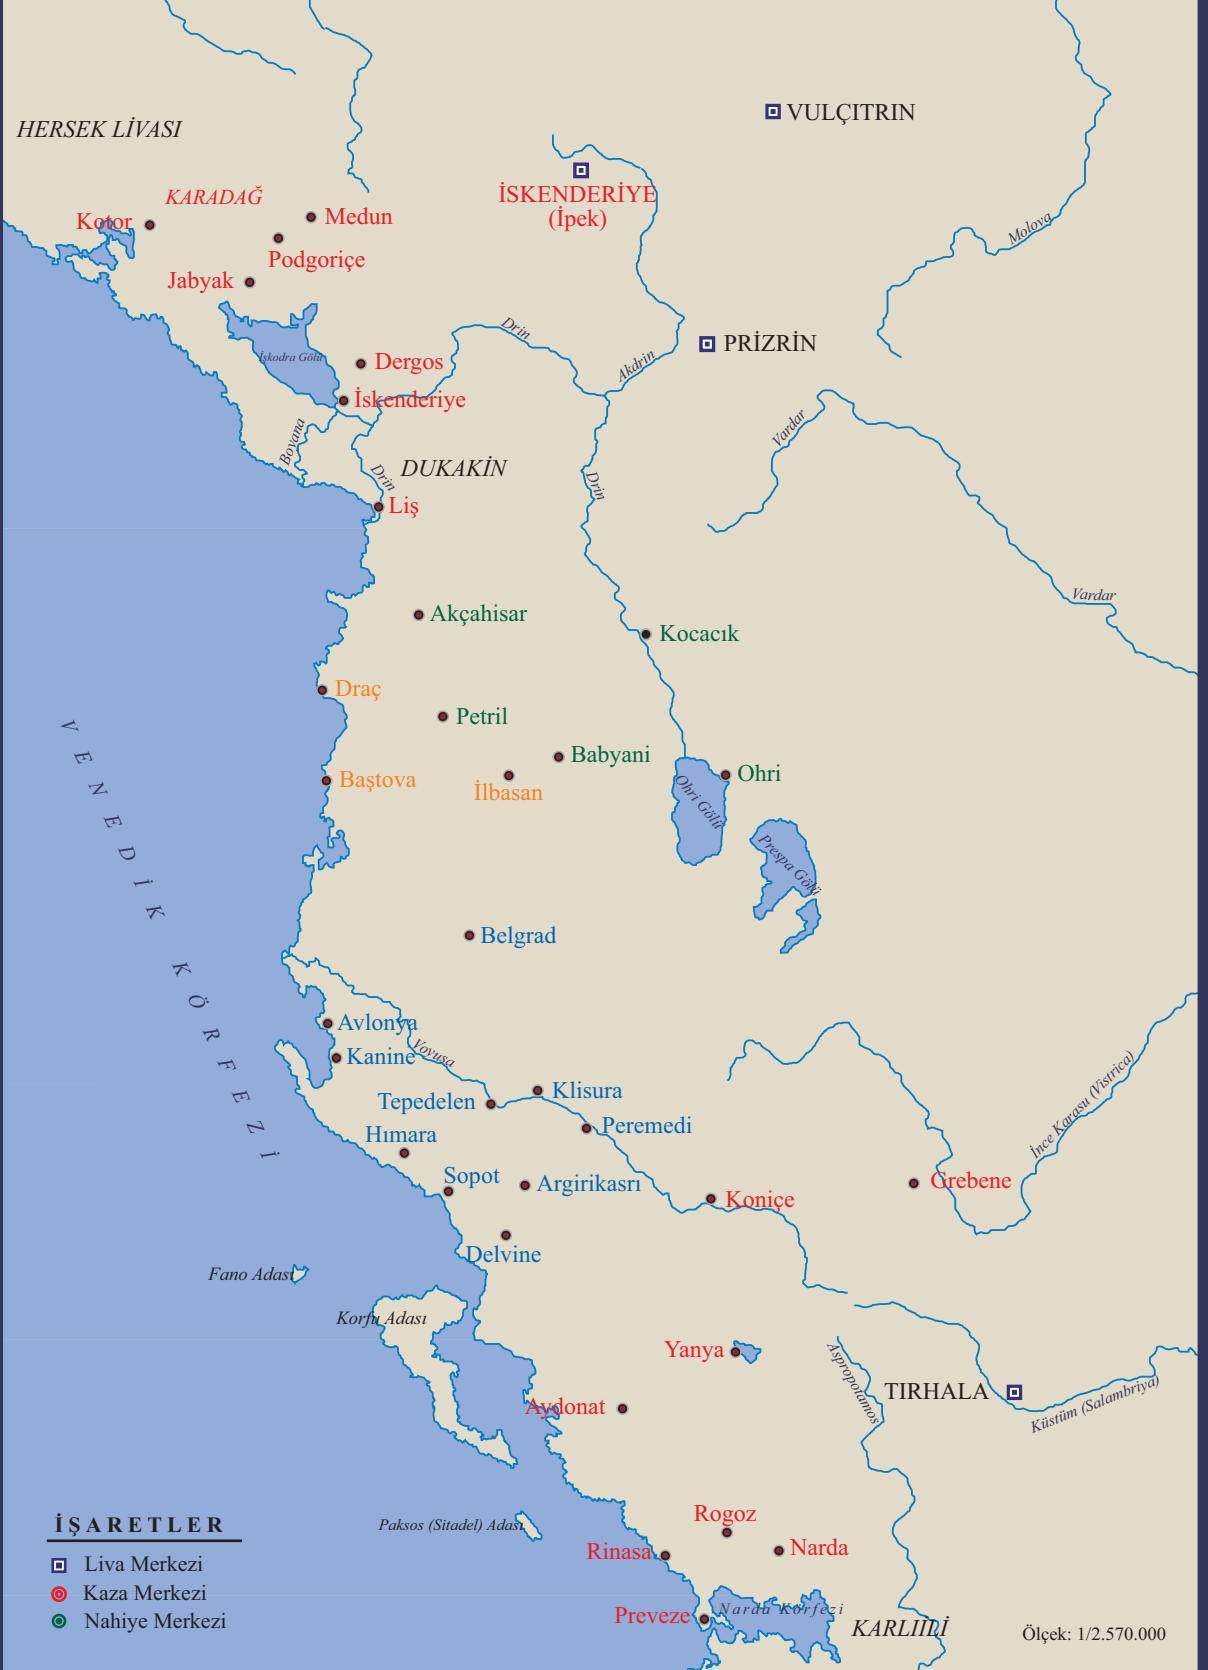 VULÇITRIN
HERSEK LİVASI
İSKENDERİYE
(İpek)
KARADAĞ
Kotor
Medun
Podgoriçe
Jabyak
Molova
Drin
PRİZRİN
İşkodra Gölü
Dergos
Akdrin
İskenderiye
Vardar
Boyana
DUKAKİN
Drin
Drin
Liş
Vardar
Akçahisar
Kocacık
Draç
Petril
Babyani
Ohri
Baştova
İlbasan
Ohri Gölü
Prespa Gölü
VENEDİK KÖRFEZİ
Belgrad
Avlonya
Kanine
Voyusa
Klisura
Tepedelen
Peremedi
İnce Karasu (Vistrica)
Hımara
Sopot
Argirikasrı
Grebene
Koniçe
Delvine
Fano Adası
Korfu Adası
Yanya
Aspropotamos
TIRHALA
Küstüm (Salambriya)
Aydonat
Rogoz
Paksos (Sitadel) Adası
Narda
Rinasa
Narda Körfezi
Preveze
KARLIİLİ
İŞARETLER
Liva Merkezi
Kaza Merkezi
Nahiye Merkezi
Ölçek: 1/2.570.000